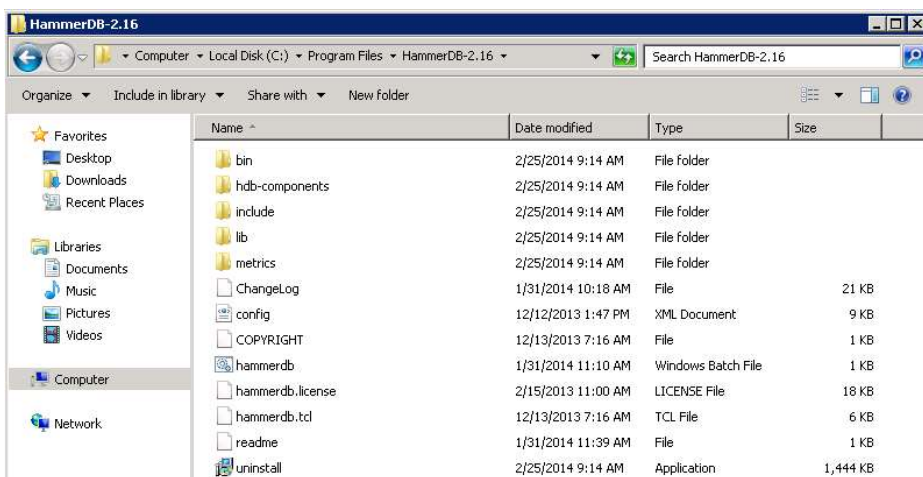 HammerDB-2.16
Computer Local Disk (C:) Program Files HammerDB-2.16
Search HammerDB-2.16
Organize Include in library Share with New folder
Name Date modified Type Size
Favorites
Desktop
Downloads
Recent Places
Libraries
Documents
Music
Pictures
Videos
Computer
Network
bin 2/25/2014 9:14 AM File folder
hdb-components 2/25/2014 9:14 AM File folder
include 2/25/2014 9:14 AM File folder
lib 2/25/2014 9:14 AM File folder
metrics 2/25/2014 9:14 AM File folder
ChangeLog 1/31/2014 10:18 AM File 21 KB
config 12/12/2013 1:47 PM XML Document 9 KB
COPYRIGHT 12/13/2013 7:16 AM File 1 KB
hammerdb 1/31/2014 11:10 AM Windows Batch File 1 KB
hammerdb.license 2/15/2013 11:00 AM LICENSE File 18 KB
hammerdb.tcl 12/13/2013 7:16 AM TCL File 6 KB
readme 1/31/2014 11:39 AM File 1 KB
uninstall 2/25/2014 9:14 AM Application 1,444 KB